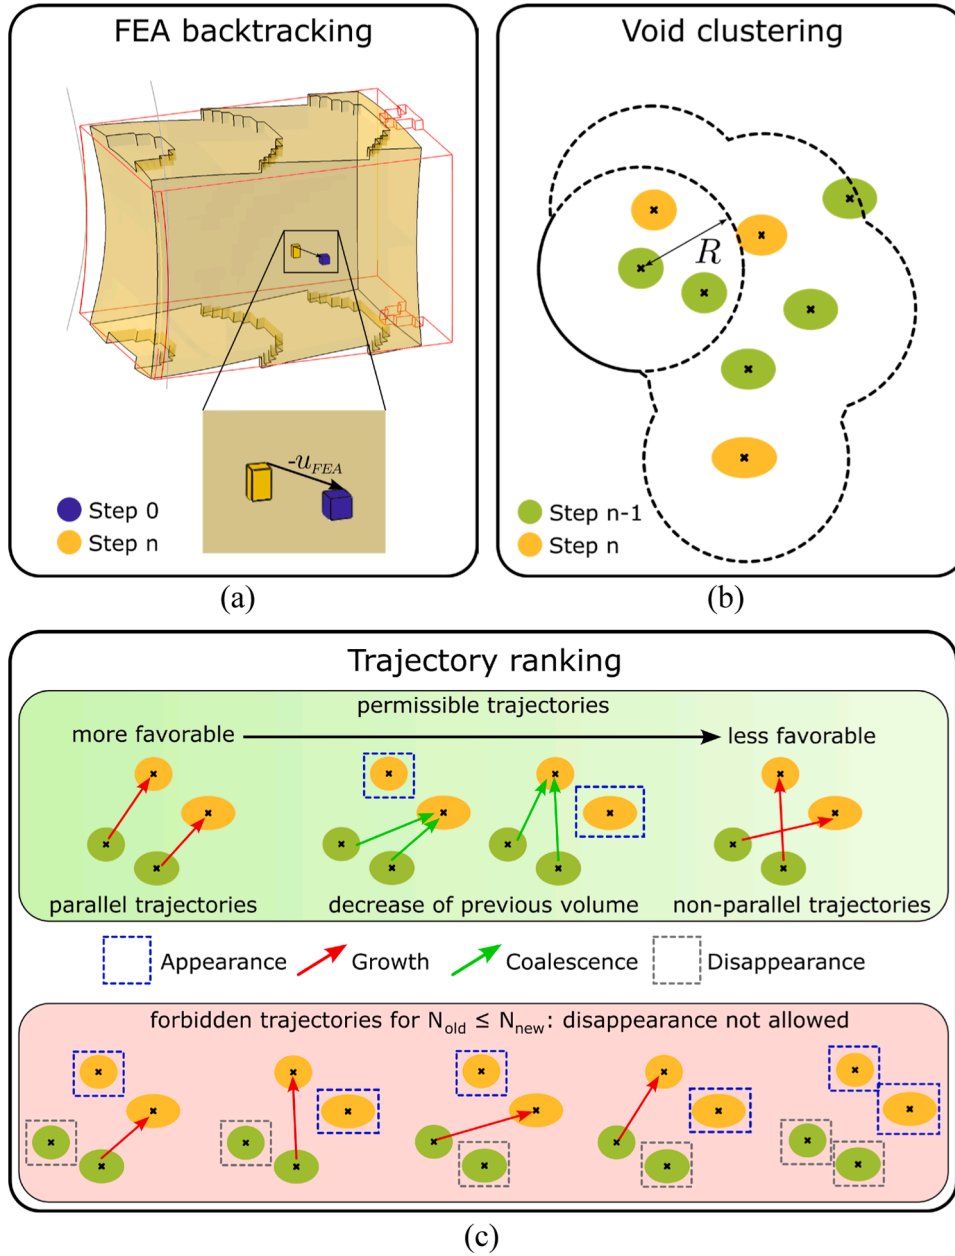 FEA backtracking
-u_FEA
Step 0
Step n
(a)
Void clustering
R
Step n-1
Step n
(b)
Trajectory ranking
permissible trajectories
more favorable
less favorable
parallel trajectories
decrease of previous volume
non-parallel trajectories
Appearance
Growth
Coalescence
Disappearance
forbidden trajectories for N_old ≤ N_new: disappearance not allowed
(c)